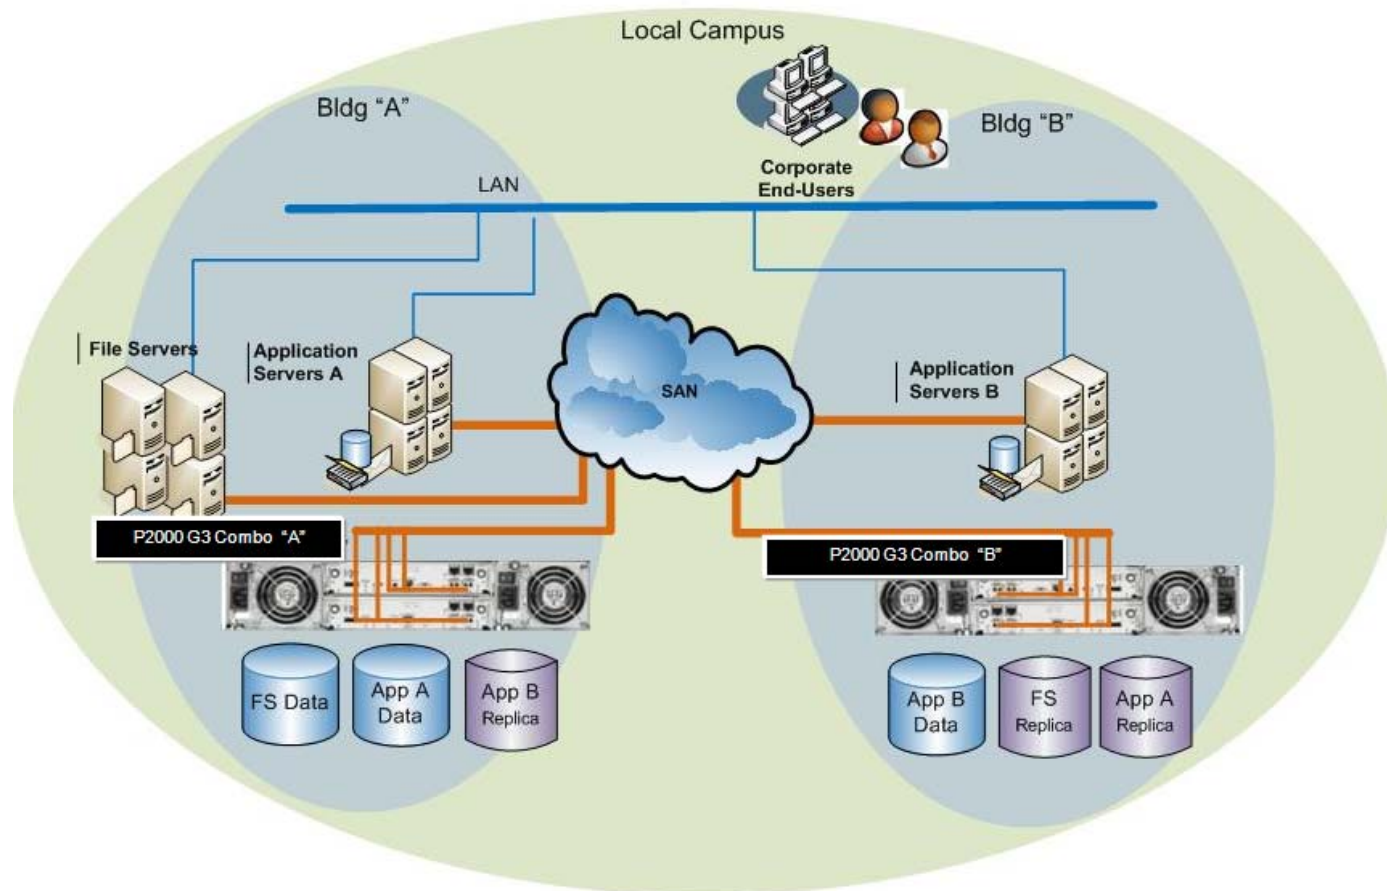 Local Campus
Bldg “A”
Bldg “B”
Corporate
End-Users
LAN
File Servers
Application
Servers A
SAN
Application
Servers B
P2000 G3 Combo “A”
P2000 G3 Combo “B”
FS Data
App A
Data
App B
Replica
App B
Data
FS
Replica
App A
Replica